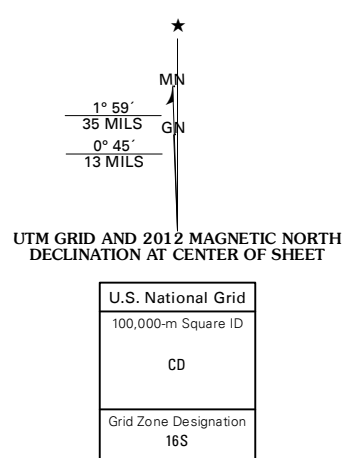 MN
1° 59´
35 MILS
GN
0° 45´
13 MILS
UTM GRID AND 2012 MAGNETIC NORTH
DECLINATION AT CENTER OF SHEET
U.S. National Grid
100,000-m Square ID
CD
Grid Zone Designation
16S